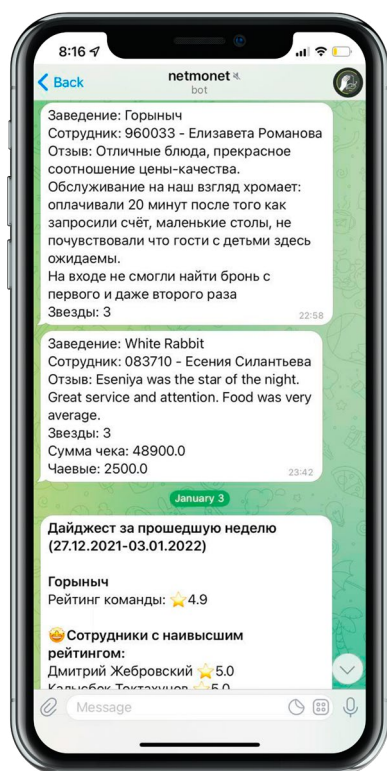 8:16
Back
netmonet
bot
Заведение: Горыныч
Сотрудник: 960033 - Елизавета Романова
Отзыв: Отличные блюда, прекрасное
соотношение цены-качества.
Обслуживание на наш взгляд хромает:
оплачивали 20 минут после того как
запросили счёт, маленькие столы, не
почувствовали что гости с детьми здесь
ожидаемы.
На входе не смогли найти бронь с
первого и даже второго раза
Звезды: 3
22:58
Заведение: White Rabbit
Сотрудник: 083710 - Есения Силантьева
Отзыв: Eseniya was the star of the night.
Great service and attention. Food was very
average.
Звезды: 3
Сумма чека: 48900.0
Чаевые: 2500.0
23:42
January 3
Дайджест за прошедшую неделю
(27.12.2021-03.01.2022)
Горыныч
Рейтинг команды: ⭐4.9
🤩Сотрудники с наивысшим
рейтингом:
Дмитрий Жебровский ⭐5.0
Калысбек Токтахунов ⭐5.0
Message